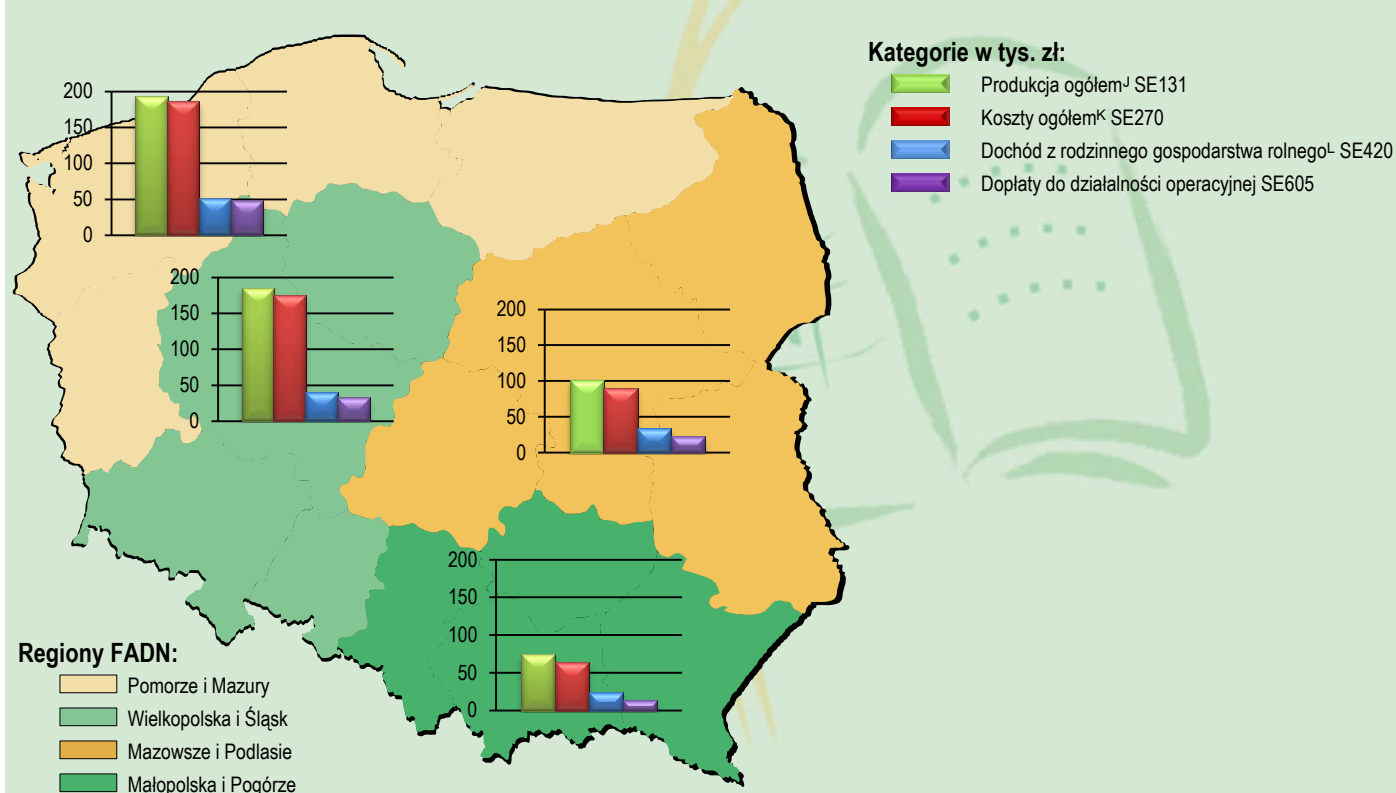 Kategorie w tys. zł:
Produkcja ogółemᴶ SE131
Koszty ogółemᴷ SE270
Dochód z rodzinnego gospodarstwa rolnegoᴸ SE420
Dopłaty do działalności operacyjnej SE605
200
150
100
50
0
200
150
100
50
0
200
150
100
50
0
200
150
100
50
0
Regiony FADN:
Pomorze i Mazury
Wielkopolska i Śląsk
Mazowsze i Podlasie
Małopolska i Pogórze